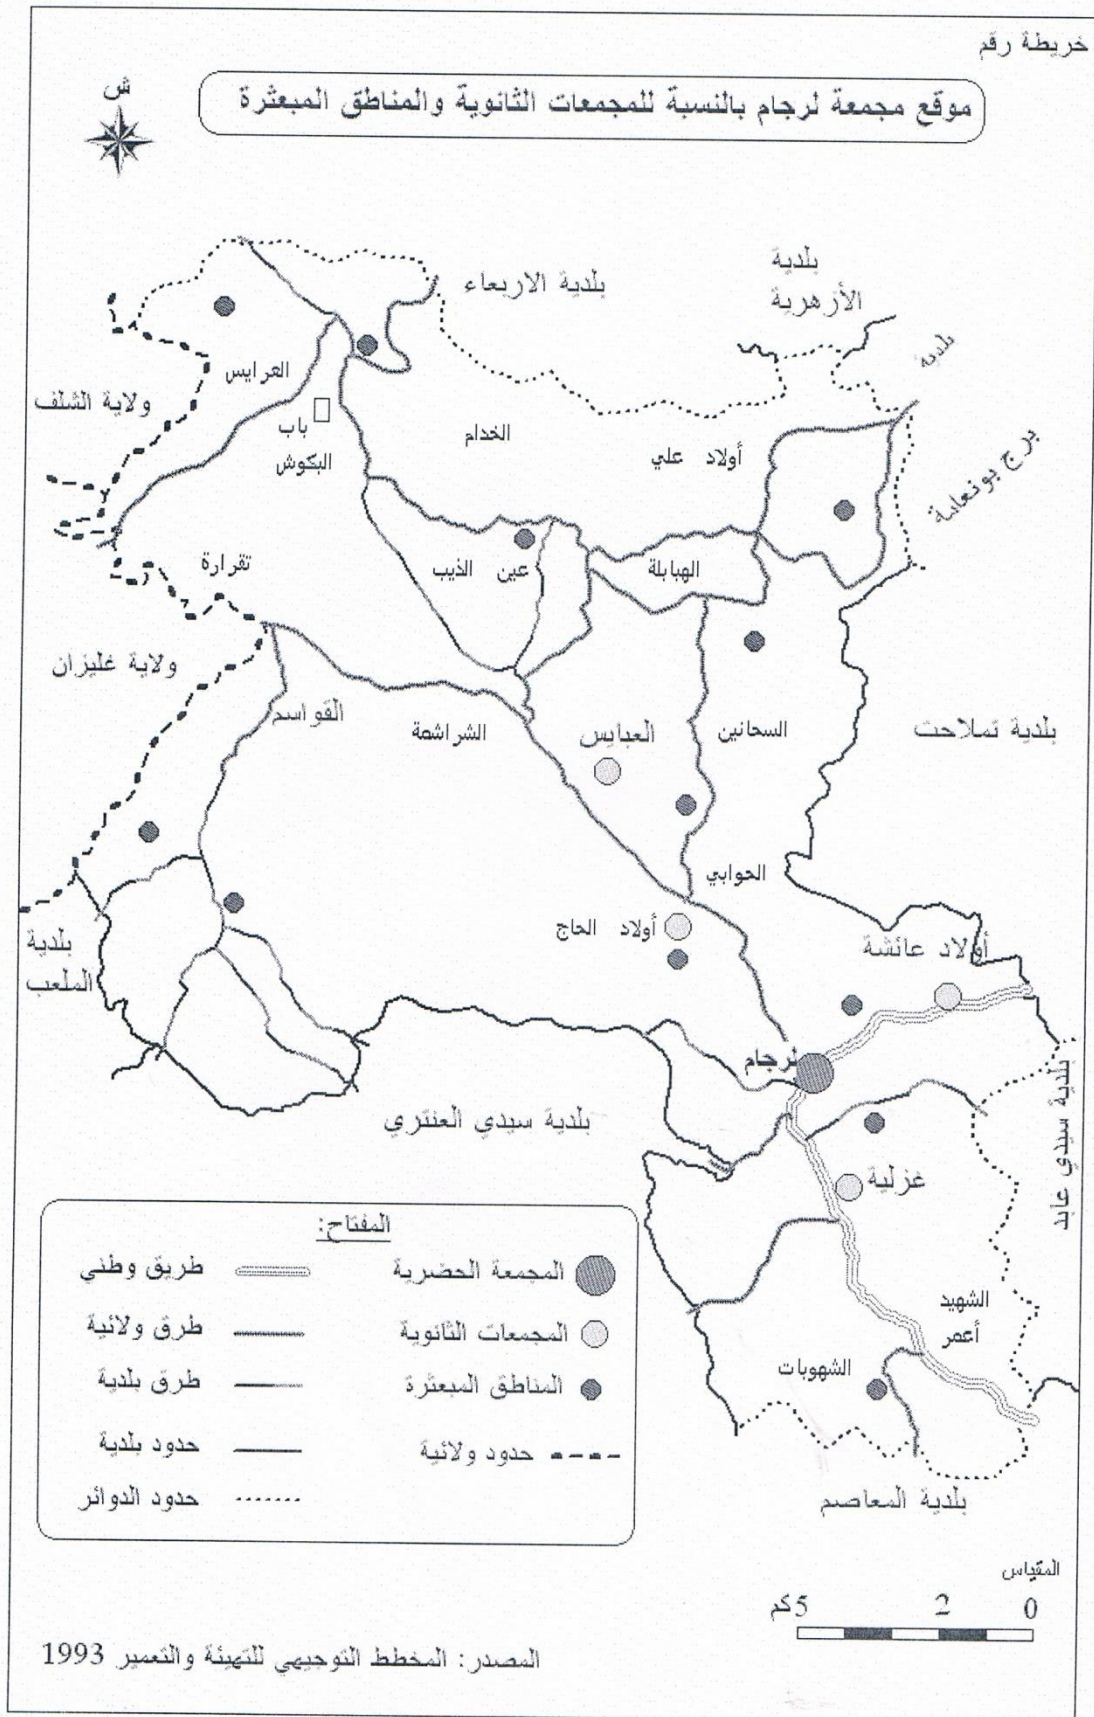 خريطة رقم
موقع مجمعة لرجام بالنسبة للمجمعات الثانوية والمناطق المبعثرة
ش
بلدية
الأزهرية
بلدية الاربعاء
بلدية
برج بونعامة
العرايس
ولاية الشلف
باب
البكوش
الخدام
أولاد علي
تقرارة
عين الذيب
الهبابلة
ولاية غليزان
القواسم
الشراشمة
العبايس
السحانين
بلدية تملاحت
الحوابي
أولاد الحاج
أولاد عائشة
بلدية
الملعب
لرجام
بلدية سيدي العنتري
بلدية سيدي عابد
غزلية
الشهيد
أعمر
الشهوبات
بلدية المعاصم
المفتاح:
المجمعة الحضرية
طريق وطني
المجمعات الثانوية
طرق ولائية
المناطق المبعثرة
طرق بلدية
حدود ولائية
حدود بلدية
حدود الدوائر
المقياس
0 2 5كم
المصدر: المخطط التوجيهي للتهيئة والتعمير 1993